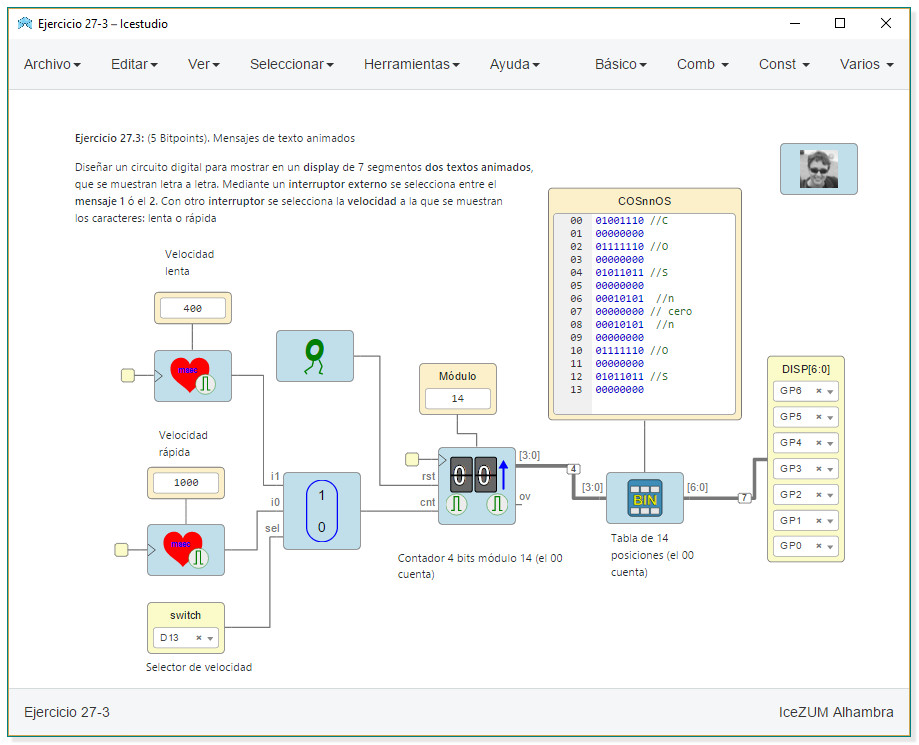 Ejercicio 27-3 – Icestudio
Archivo Editar Ver Seleccionar Herramientas Ayuda Básico Comb Const Varios
Ejercicio 27.3: (5 Bitpoints). Mensajes de texto animados
Diseñar un circuito digital para mostrar en un display de 7 segmentos dos textos animados,
que se muestran letra a letra. Mediante un interruptor externo se selecciona entre el
mensaje 1 ó el 2. Con otro interruptor se selecciona la velocidad a la que se muestran
los caracteres: lenta o rápida
COSnnOS
00 01001110 //C
01 00000000
02 01111110 //O
03 00000000
04 01011011 //S
05 00000000
06 00010101 //n
07 00000000 // cero
08 00010101 //n
09 00000000
10 01111110 //O
11 00000000
12 01011011 //S
13 00000000
Velocidad
lenta
400
msec
Velocidad
rápida
1000
msec
i1
i0
sel
1
0
switch
D13
Selector de velocidad
Módulo
14
rst
cnt
0 0
[3:0]
ov
4
Contador 4 bits módulo 14 (el 00
cuenta)
[3:0]
BIN
[6:0]
7
Tabla de 14
posiciones (el 00
cuenta)
DISP[6:0]
GP6
GP5
GP4
GP3
GP2
GP1
GP0
Ejercicio 27-3
IceZUM Alhambra